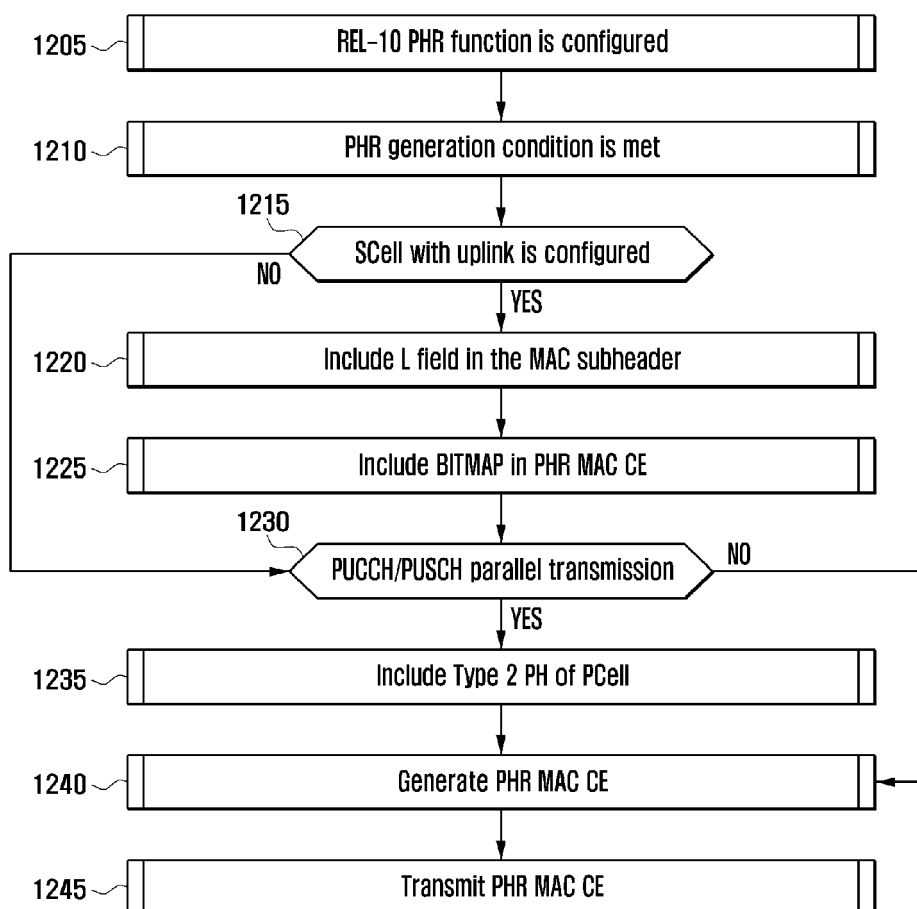 1205
REL-10 PHR function is configured
1210
PHR generation condition is met
1215
SCell with uplink is configured
NO
YES
1220
Include L field in the MAC subheader
1225
Include BITMAP in PHR MAC CE
1230
PUCCH/PUSCH parallel transmission
NO
YES
1235
Include Type 2 PH of PCell
1240
Generate PHR MAC CE
1245
Transmit PHR MAC CE